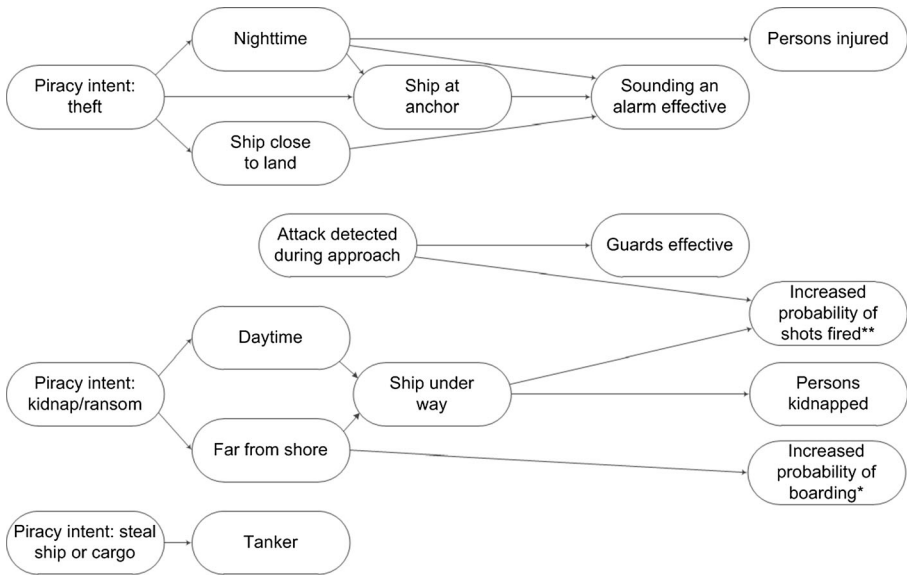 Nighttime
Persons injured
Piracy intent:
theft
Ship at
anchor
Sounding an
alarm effective
Ship close
to land
Attack detected
during approach
Guards effective
Increased
probability of
shots fired**
Daytime
Piracy intent:
kidnap/ransom
Ship under
way
Persons
kidnapped
Far from shore
Increased
probability of
boarding*
Piracy intent: steal
ship or cargo
Tanker